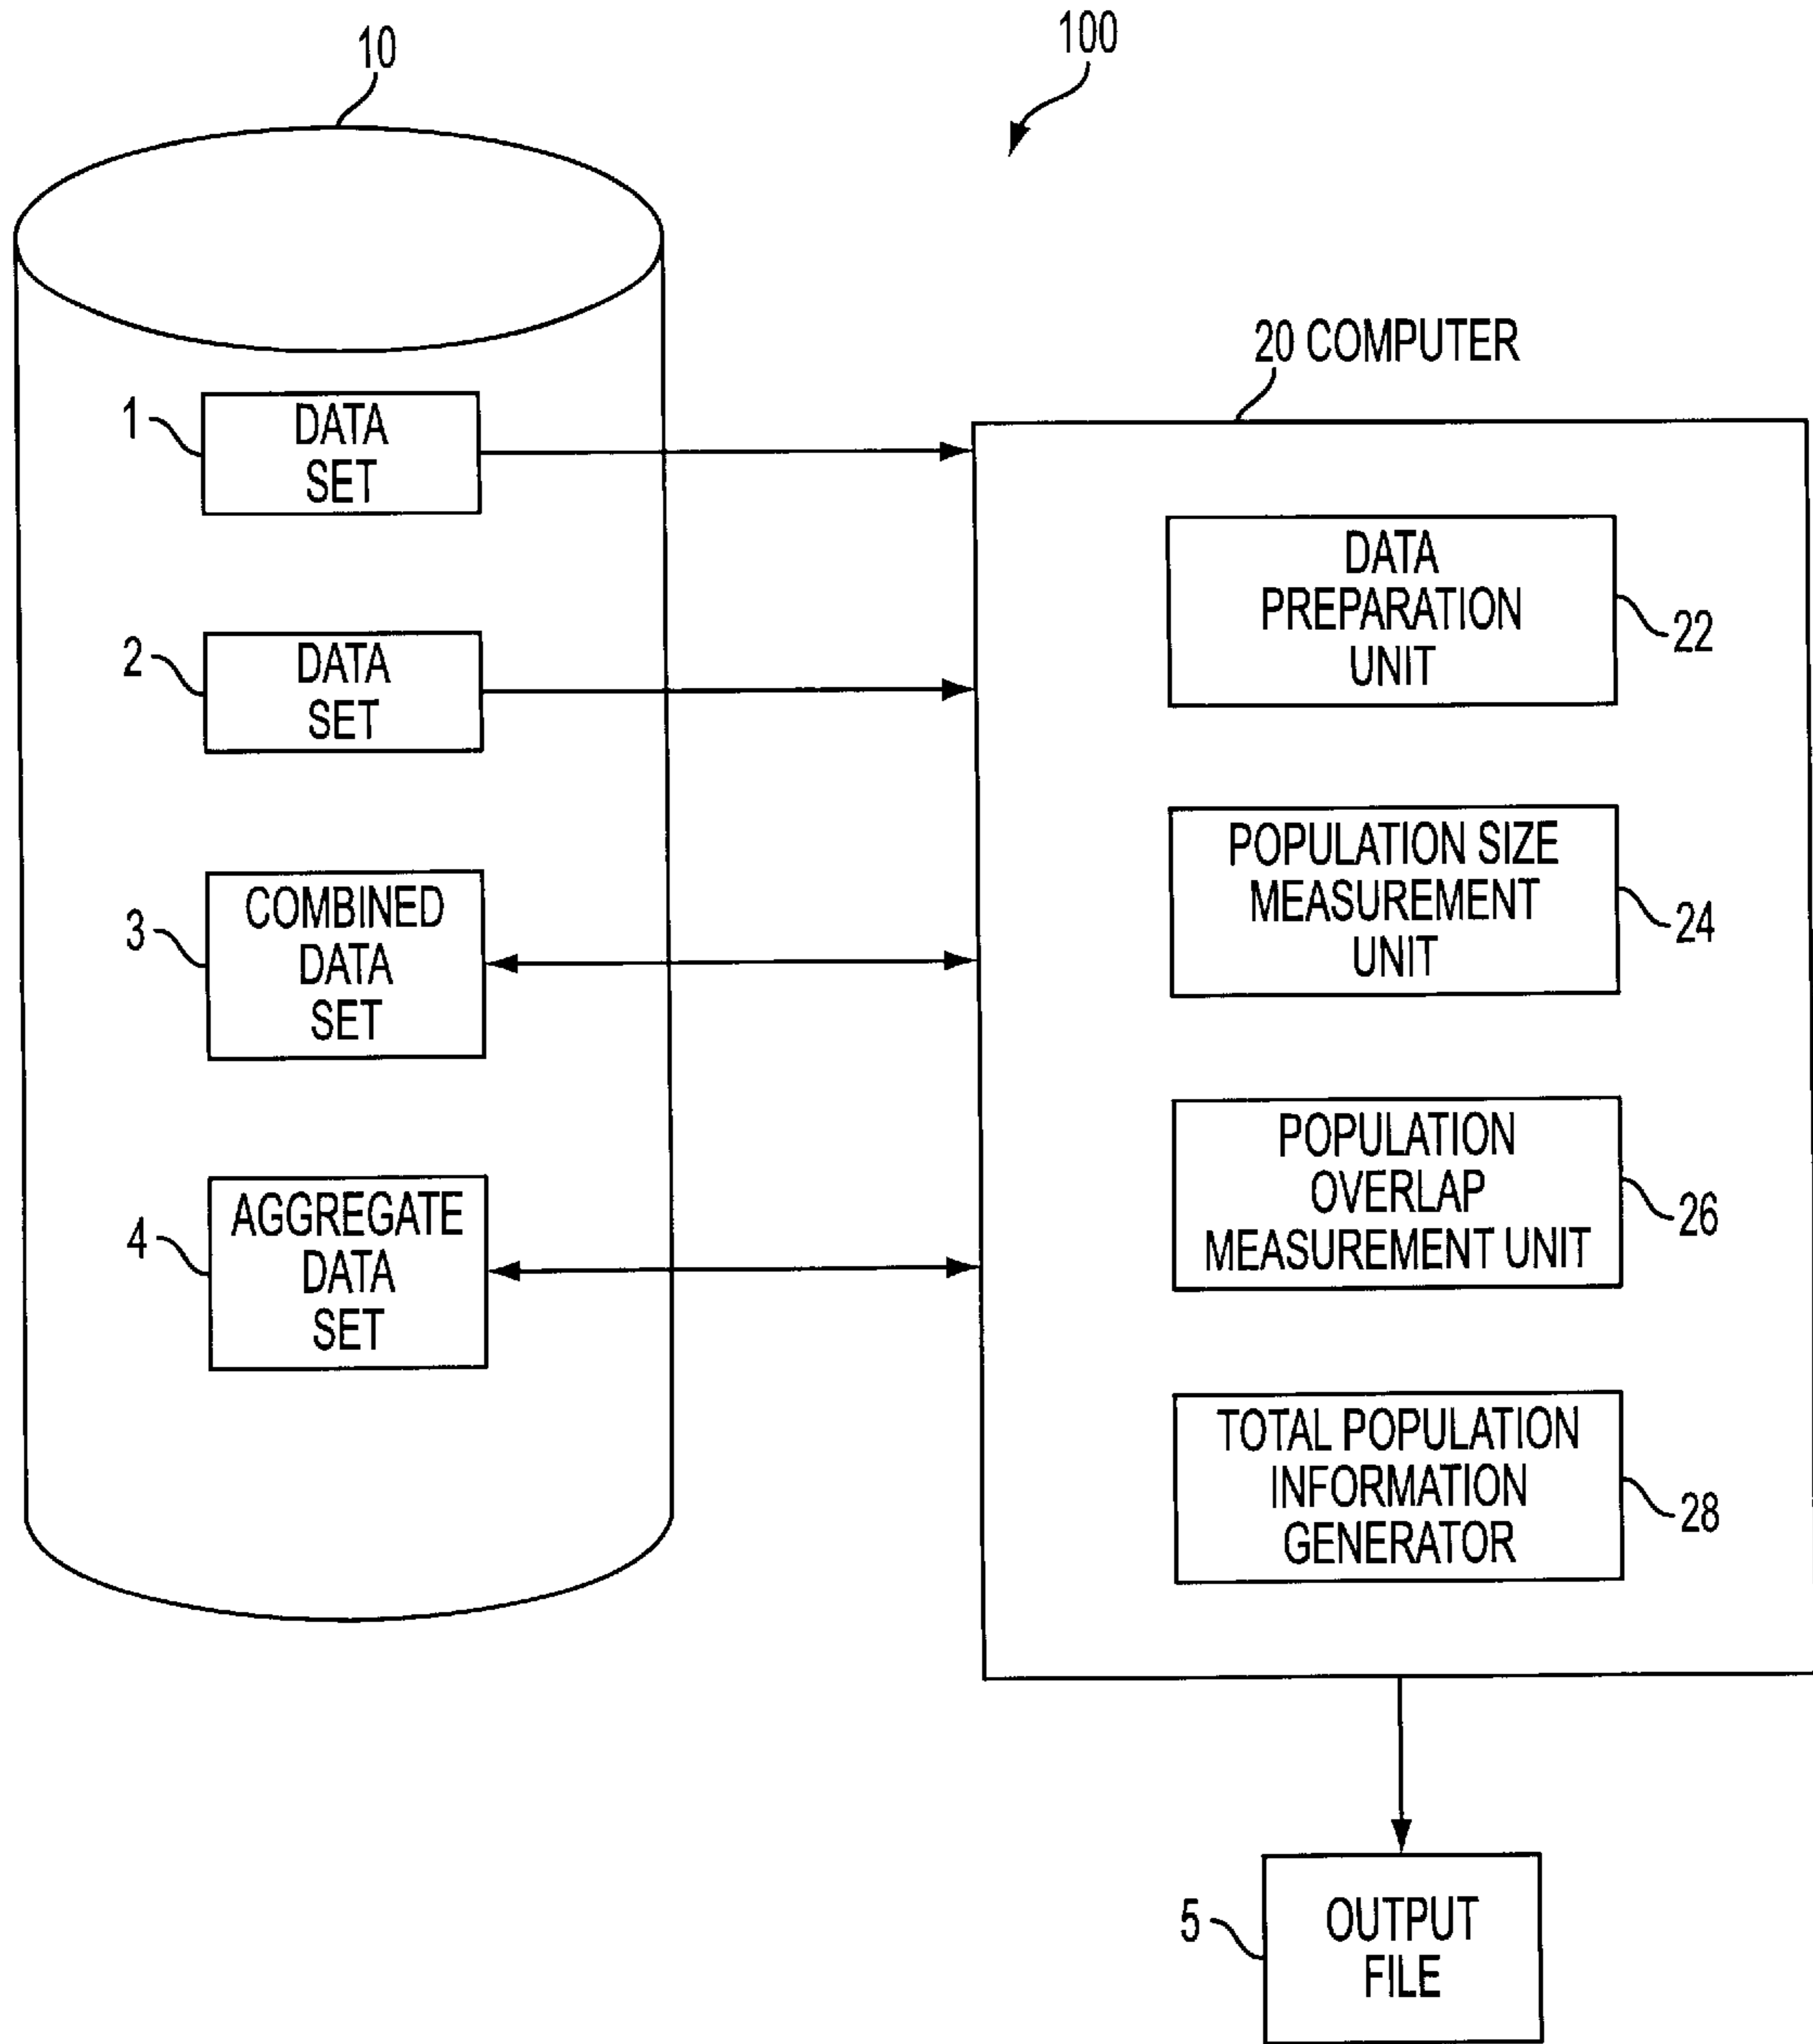 100
10
20 COMPUTER
1
DATA
SET
DATA
PREPARATION
UNIT
22
2
DATA
SET
POPULATION SIZE
MEASUREMENT
UNIT
24
3
COMBINED
DATA
SET
POPULATION
OVERLAP
MEASUREMENT UNIT
26
4
AGGREGATE
DATA
SET
TOTAL POPULATION
INFORMATION
GENERATOR
28
5
OUTPUT
FILE